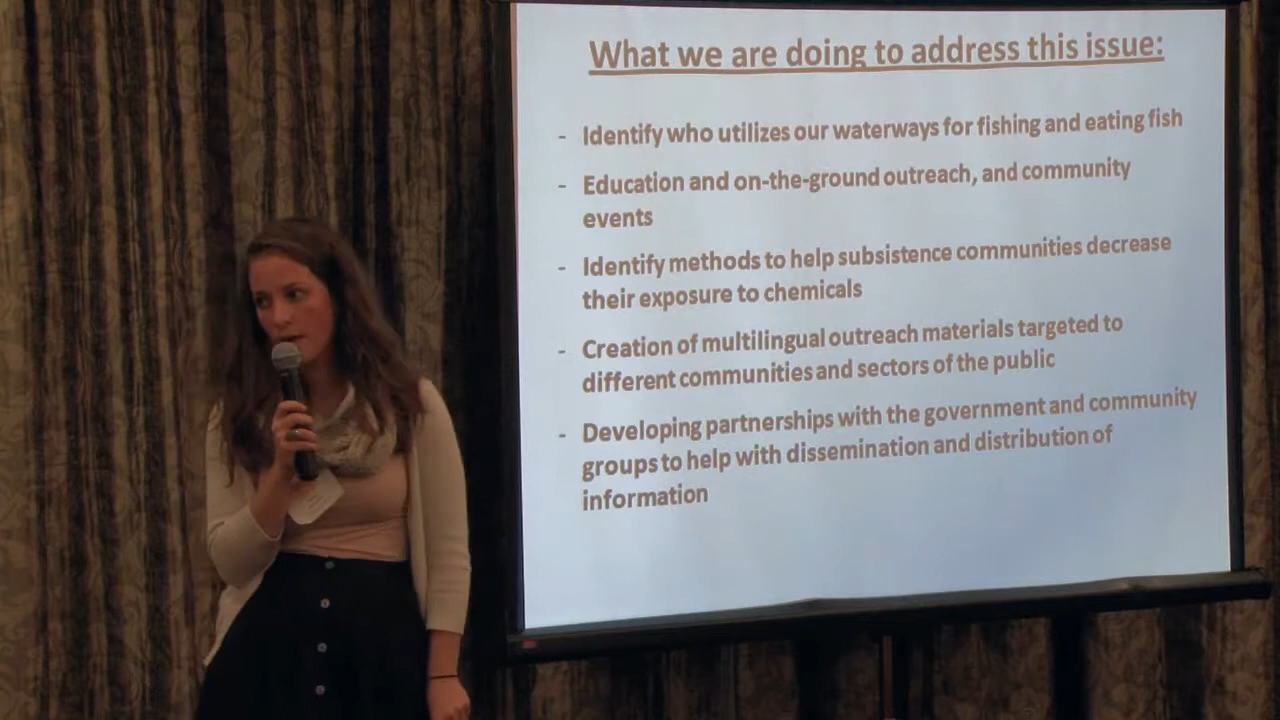 What we are doing to address this issue:
- Identify who utilizes our waterways for fishing and eating fish
- Education and on-the-ground outreach, and community
events
- Identify methods to help subsistence communities decrease
their exposure to chemicals
- Creation of multilingual outreach materials targeted to
different communities and sectors of the public
- Developing partnerships with the government and community
groups to help with dissemination and distribution of
information